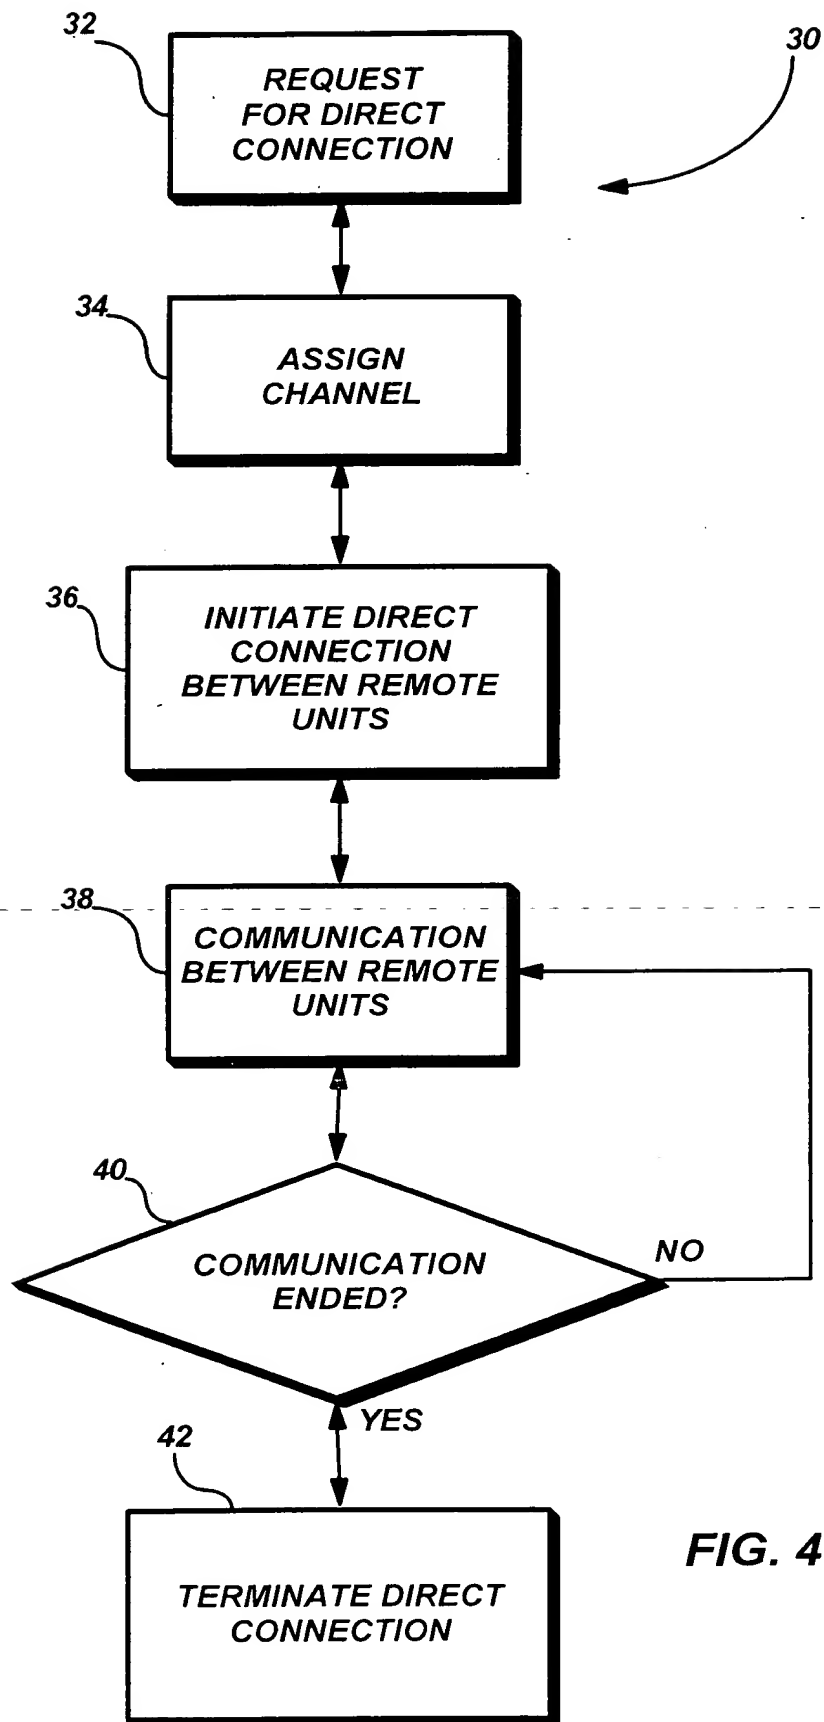 32
REQUEST
FOR DIRECT
CONNECTION
30
34
ASSIGN
CHANNEL
36
INITIATE DIRECT
CONNECTION
BETWEEN REMOTE
UNITS
38
COMMUNICATION
BETWEEN REMOTE
UNITS
40
COMMUNICATION
ENDED?
NO
YES
42
TERMINATE DIRECT
CONNECTION
FIG. 4